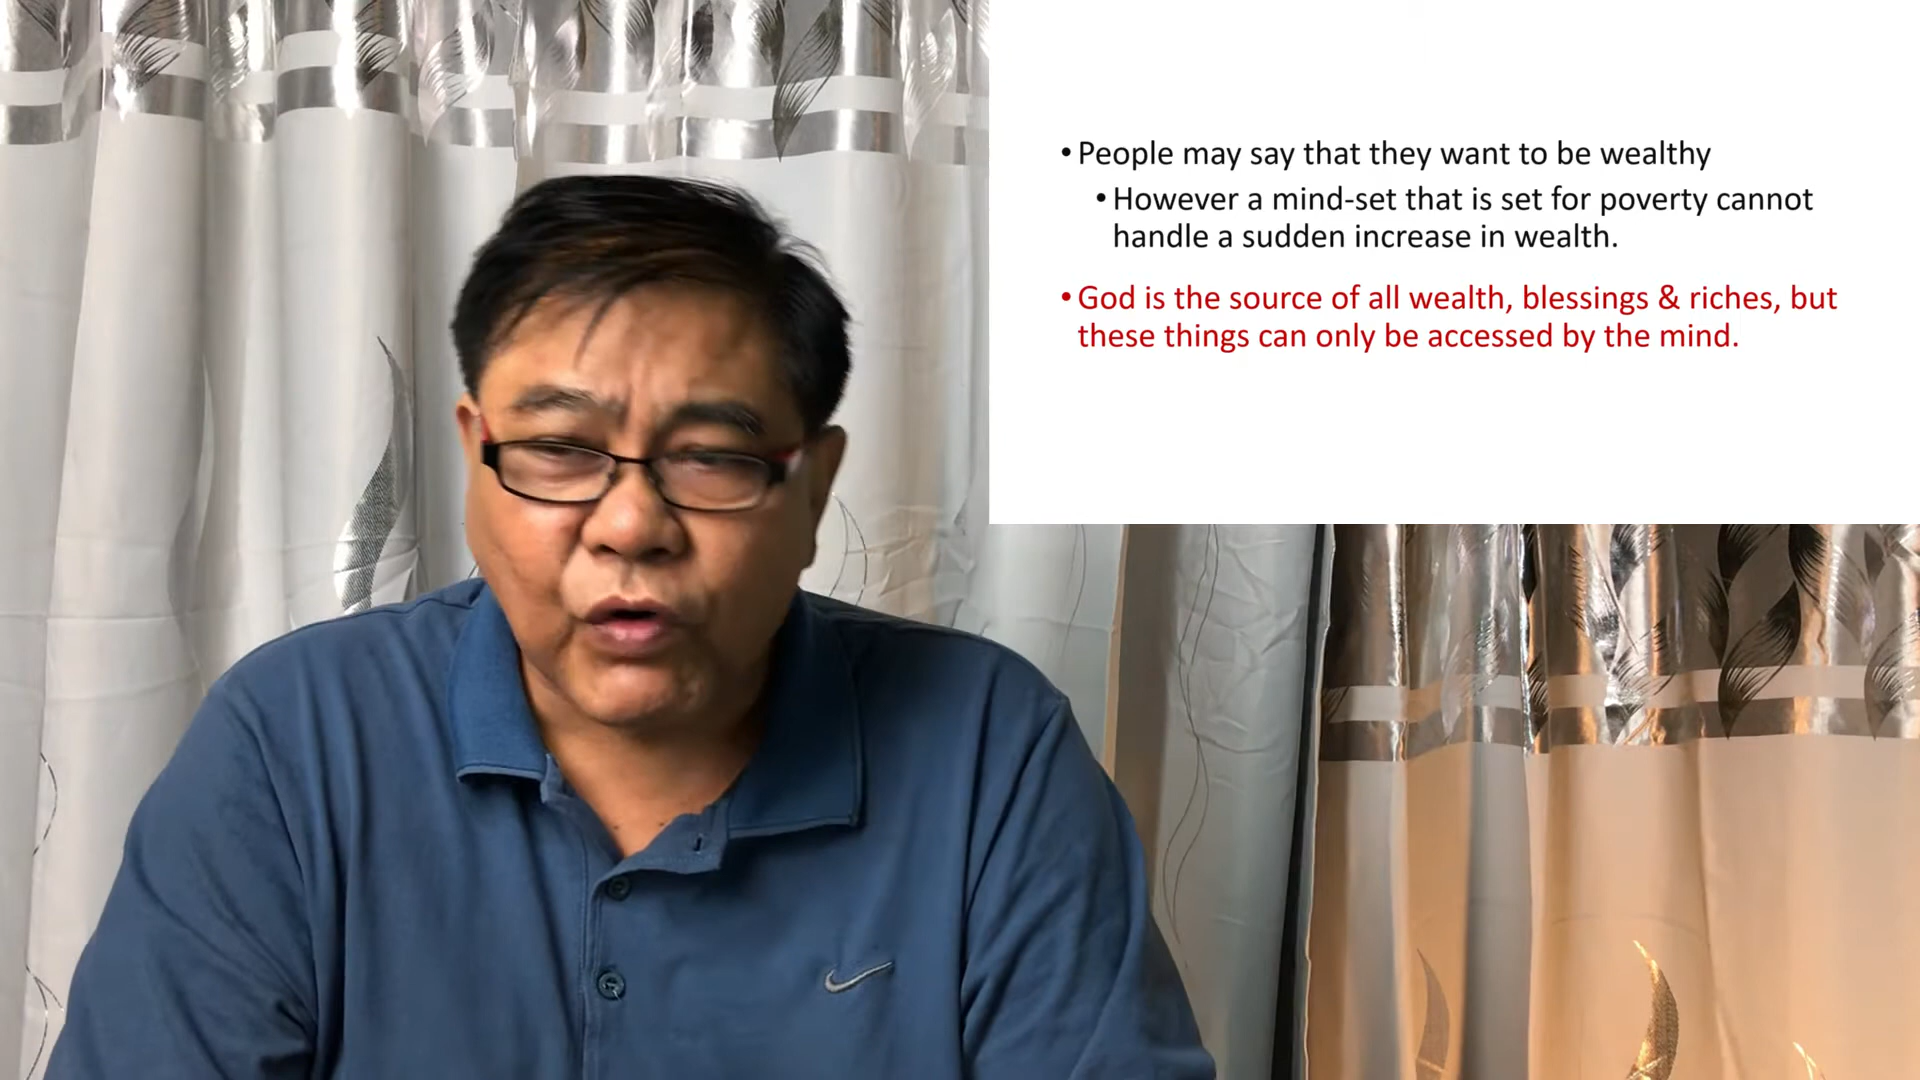 • People may say that they want to be wealthy
• However a mind-set that is set for poverty cannot
handle a sudden increase in wealth.
• God is the source of all wealth, blessings & riches, but
these things can only be accessed by the mind.